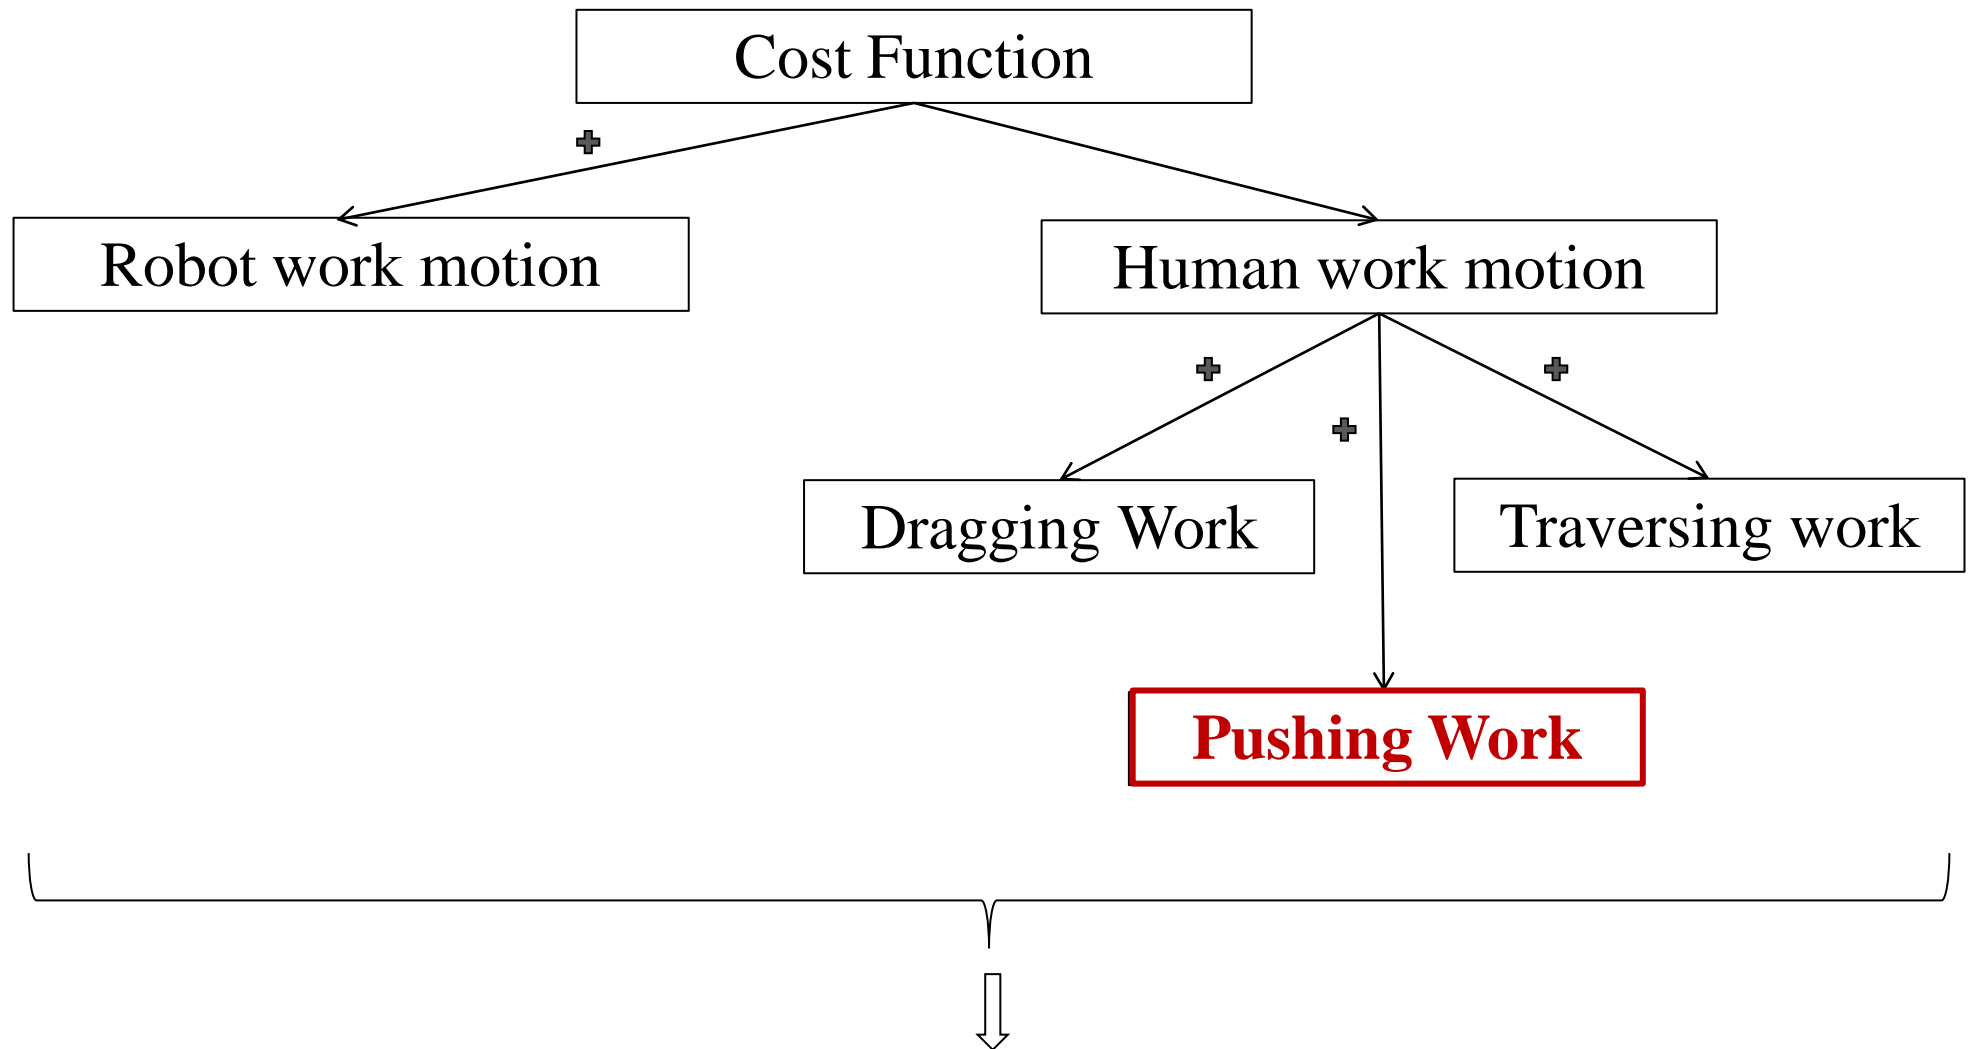 Cost Function
Robot work motion
Human work motion
Dragging Work
Traversing work
Pushing Work